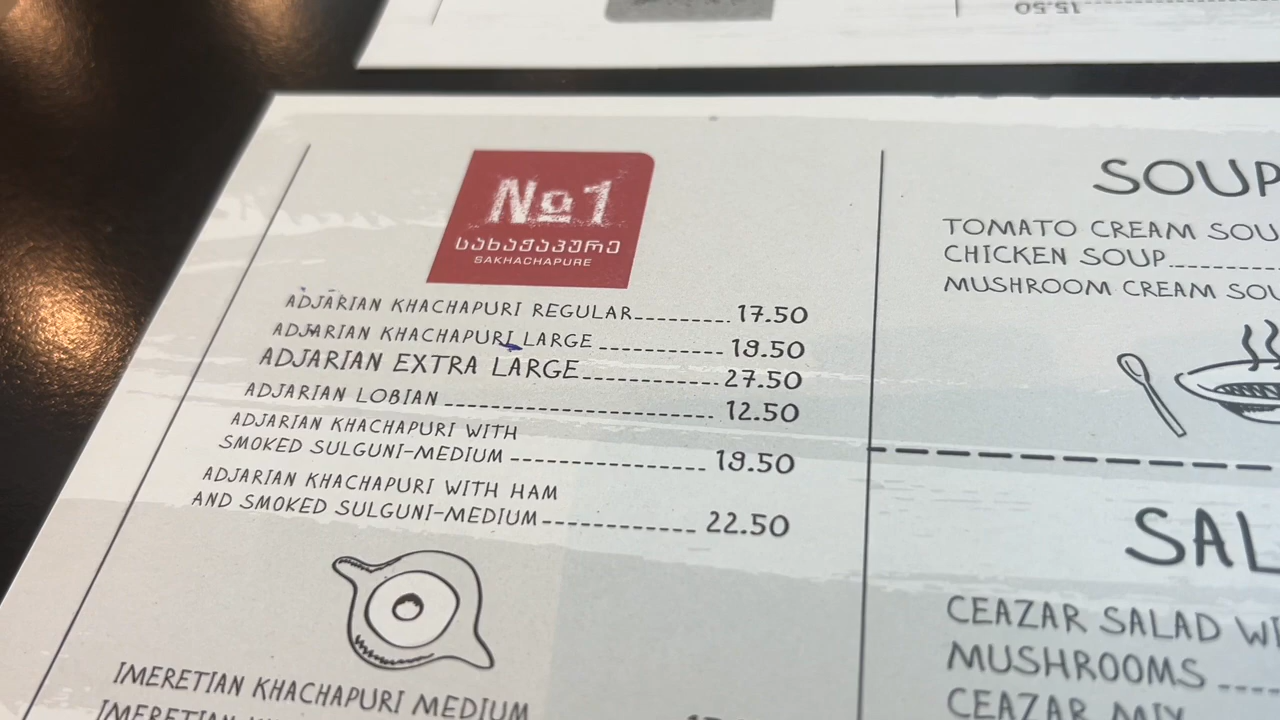 15.50
№1
ᲡᲐᲮᲐᲭᲐᲞᲣᲠᲔ
SAKHACHAPURE
ADJARIAN KHACHAPURI REGULAR 17.50
ADJARIAN KHACHAPURI LARGE 19.50
ADJARIAN EXTRA LARGE 27.50
ADJARIAN LOBIAN 12.50
ADJARIAN KHACHAPURI WITH
SMOKED SULGUNI-MEDIUM 19.50
ADJARIAN KHACHAPURI WITH HAM
AND SMOKED SULGUNI-MEDIUM 22.50
IMERETIAN KHACHAPURI MEDIUM
IMERETIAN
SOUP
TOMATO CREAM SOU
CHICKEN SOUP
MUSHROOM CREAM SOU
SAL
CEAZAR SALAD WI
MUSHROOMS
CEAZAR MIX